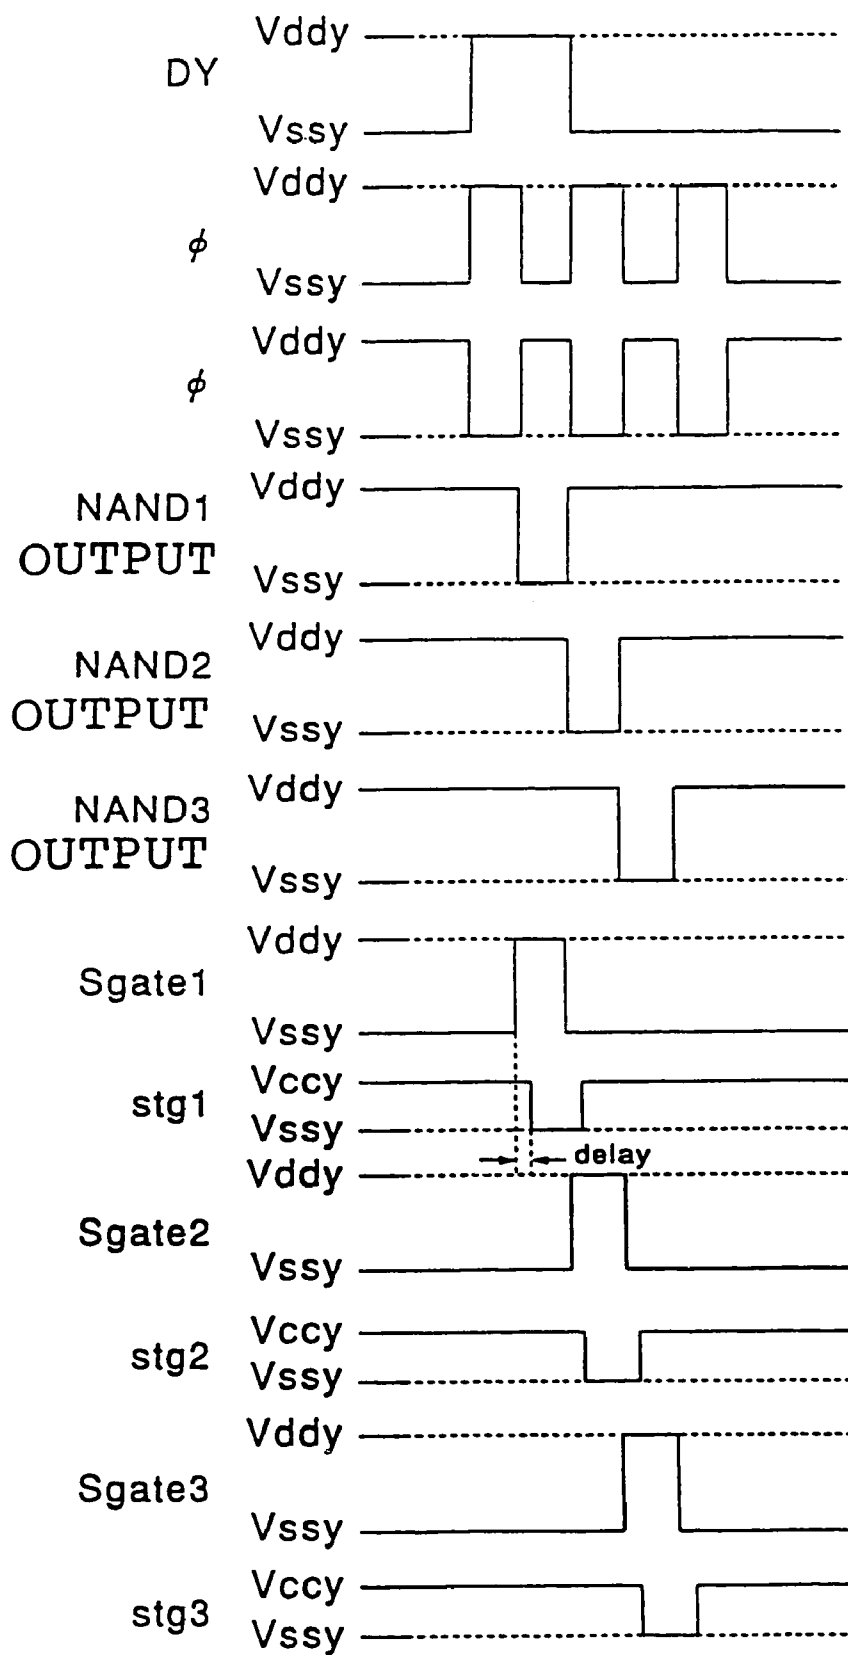 Vddy
DY
Vssy
Vddy
ϕ
Vssy
Vddy
ϕ
Vssy
Vddy
NAND1
OUTPUT
Vssy
Vddy
NAND2
OUTPUT
Vssy
Vddy
NAND3
OUTPUT
Vssy
Vddy
Sgate1
Vssy
Vccy
stg1
Vssy
delay
Vddy
Sgate2
Vssy
Vccy
stg2
Vssy
Vddy
Sgate3
Vssy
Vccy
stg3
Vssy